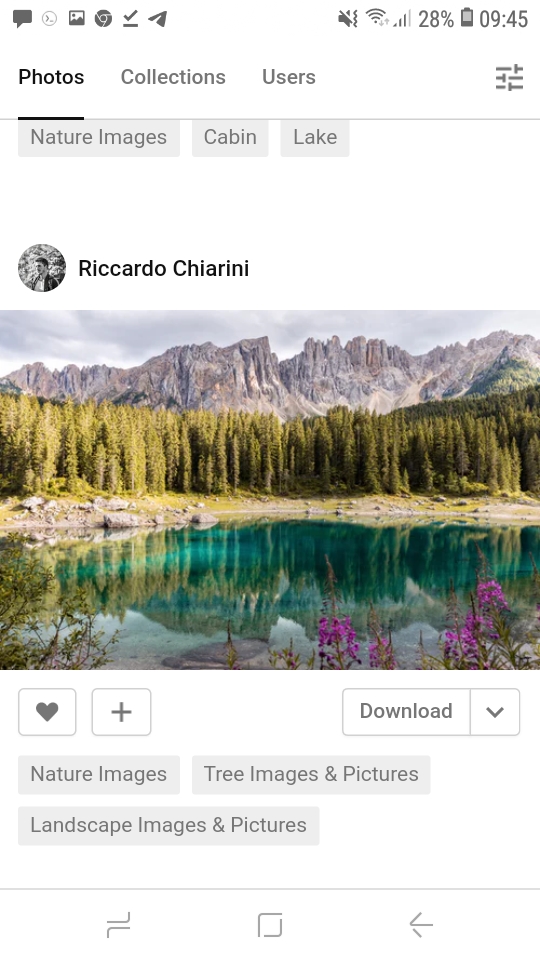 28% 09:45
Photos Collections Users
Nature Images Cabin Lake
Riccardo Chiarini
Download
Nature Images Tree Images & Pictures
Landscape Images & Pictures